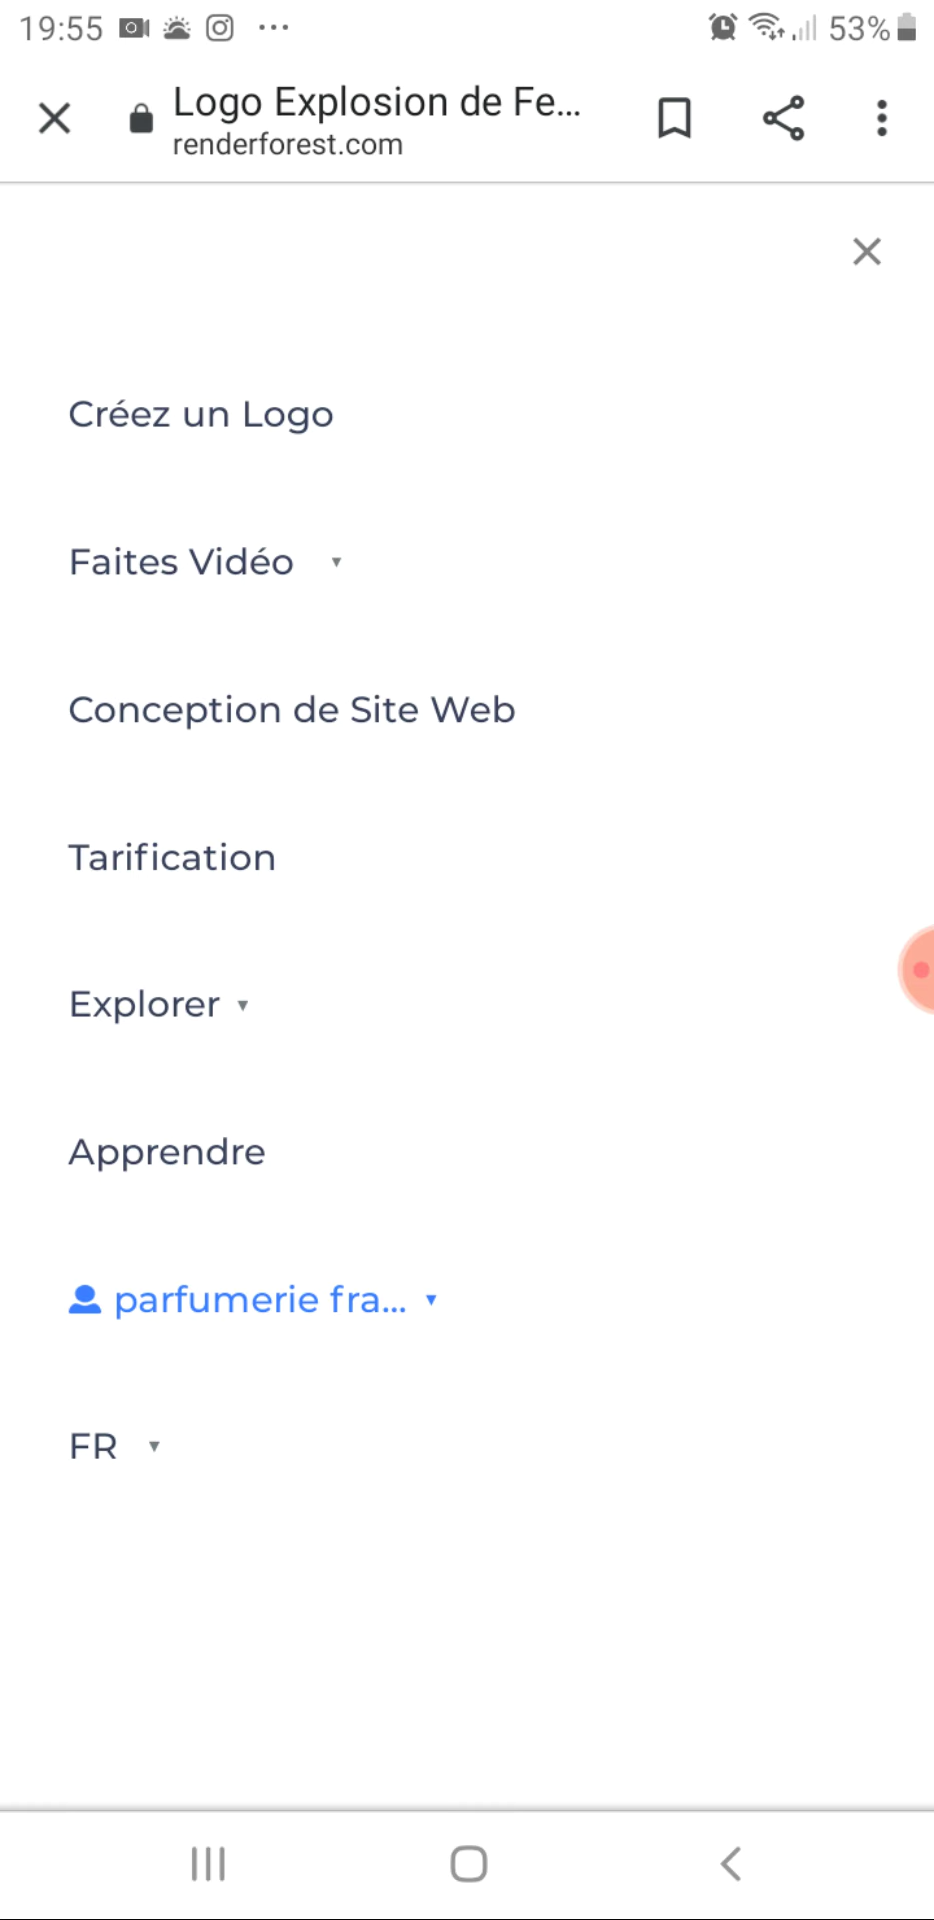 19:55
53%
Logo Explosion de Fe...
renderforest.com
Créez un Logo
Faites Vidéo
Conception de Site Web
Tarification
Explorer
Apprendre
parfumerie fra...
FR